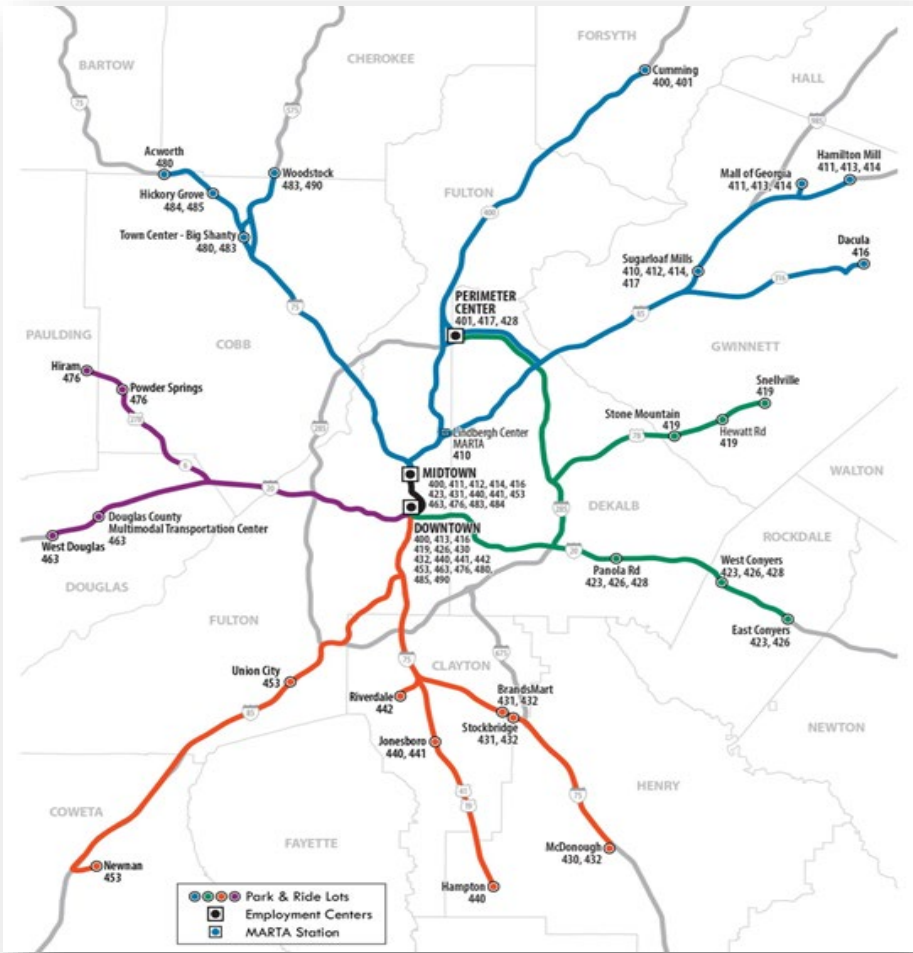 FORSYTH
BARTOW
CHEROKEE
Cumming
400, 401
HALL
75
575
985
Acworth
480
Woodstock
483, 490
Hickory Grove
484, 485
Town Center - Big Shanty
480, 483
FULTON
400
Mall of Georgia
411, 413, 414
Hamilton Mill
411, 413, 414
Dacula
416
Sugarloaf Mills
410, 412, 414,
417
316
85
75
PERIMETER
CENTER
401, 417, 428
PAULDING
COBB
GWINNETT
Hiram
476
Powder Springs
476
Snellville
419
Stone Mountain
419
Hewatt Rd
419
78
285
Lindbergh Center
MARTA
410
6
20
MIDTOWN
400, 411, 412, 414, 416
423, 431, 440, 441, 453
463, 476, 483, 484
WALTON
DEKALB
285
Douglas County
Multimodal Transportation Center
463
West Douglas
463
DOWNTOWN
400, 413, 416
419, 426, 430
432, 440, 441, 442
453, 463, 476, 480,
485, 490
ROCKDALE
20
Panola Rd
423, 426, 428
West Conyers
423, 426, 428
East Conyers
423, 426
DOUGLAS
FULTON
75
675
CLAYTON
Union City
453
Riverdale
442
BrandsMart
431, 432
Stockbridge
431, 432
85
Jonesboro
440, 441
NEWTON
HENRY
41
19
75
COWETA
FAYETTE
McDonough
430, 432
Newnan
453
Hampton
440
Park & Ride Lots
Employment Centers
MARTA Station